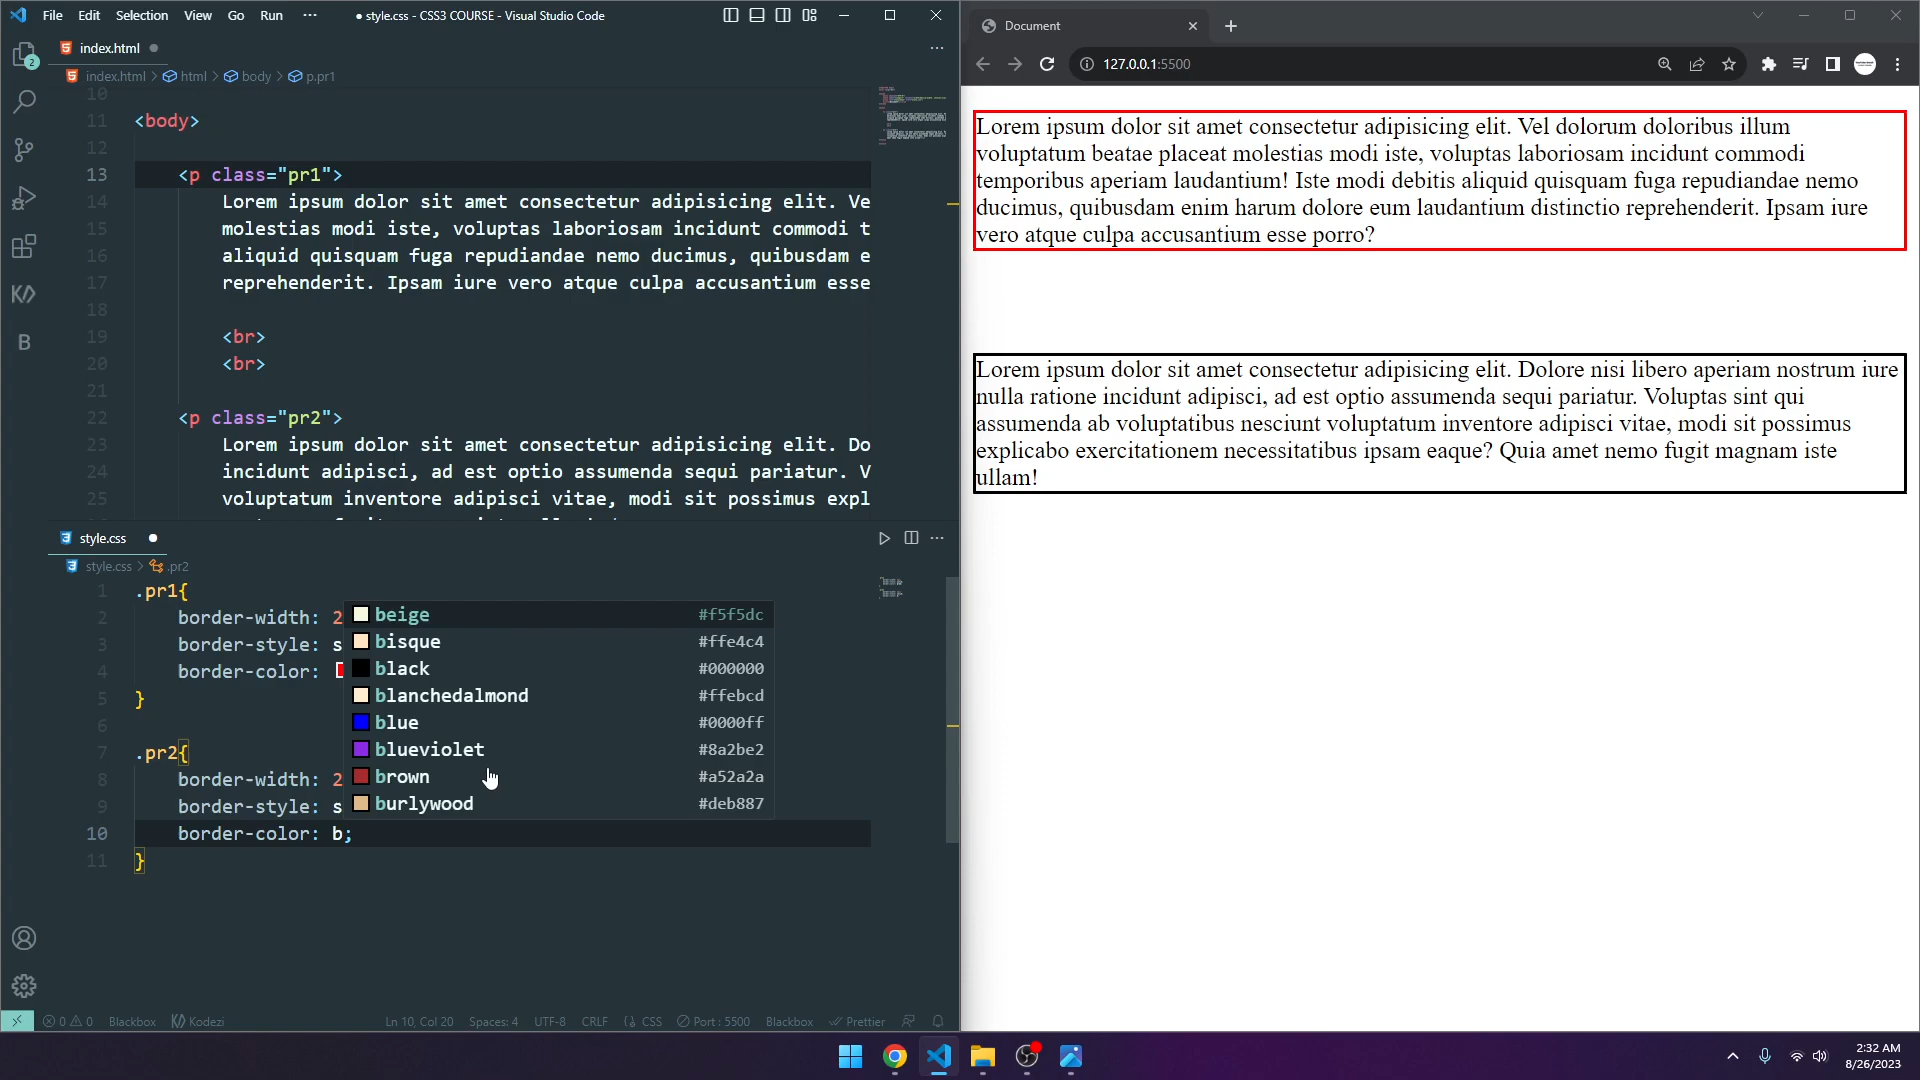 File Edit Selection View Go Run ··· ● style.css - CSS3 COURSE - Visual Studio Code
index.html
index.html > html > body > p.pr1
10
11 <body>
12
13 <p class="pr1">
14 Lorem ipsum dolor sit amet consectetur adipisicing elit. Ve
15 molestias modi iste, voluptas laboriosam incidunt commodi t
16 aliquid quisquam fuga repudiandae nemo ducimus, quibusdam e
17 reprehenderit. Ipsam iure vero atque culpa accusantium esse
18
19 <br>
20 <br>
21
22 <p class="pr2">
23 Lorem ipsum dolor sit amet consectetur adipisicing elit. Do
24 incidunt adipisci, ad est optio assumenda sequi pariatur. V
25 voluptatum inventore adipisci vitae, modi sit possimus expl
style.css
style.css > .pr2
1 .pr1{
2 border-width: 2
3 border-style: s
4 border-color:
5 }
6
7 .pr2{
8 border-width: 2
9 border-style: s
10 border-color: b;
11 }
beige #f5f5dc
bisque #ffe4c4
black #000000
blanchedalmond #ffebcd
blue #0000ff
blueviolet #8a2be2
brown #a52a2a
burlywood #deb887
2
B
0 0 Blackbox Kodezi Ln 10, Col 20 Spaces: 4 UTF-8 CRLF { } CSS Port : 5500 Blackbox Prettier
Document
127.0.0.1:5500
Lorem ipsum dolor sit amet consectetur adipisicing elit. Vel dolorum doloribus illum
voluptatum beatae placeat molestias modi iste, voluptas laboriosam incidunt commodi
temporibus aperiam laudantium! Iste modi debitis aliquid quisquam fuga repudiandae nemo
ducimus, quibusdam enim harum dolore eum laudantium distinctio reprehenderit. Ipsam iure
vero atque culpa accusantium esse porro?
Lorem ipsum dolor sit amet consectetur adipisicing elit. Dolore nisi libero aperiam nostrum iure
nulla ratione incidunt adipisci, ad est optio assumenda sequi pariatur. Voluptas sint qui
assumenda ab voluptatibus nesciunt voluptatum inventore adipisci vitae, modi sit possimus
explicabo exercitationem necessitatibus ipsam eaque? Quia amet nemo fugit magnam iste
ullam!
2:32 AM
8/26/2023